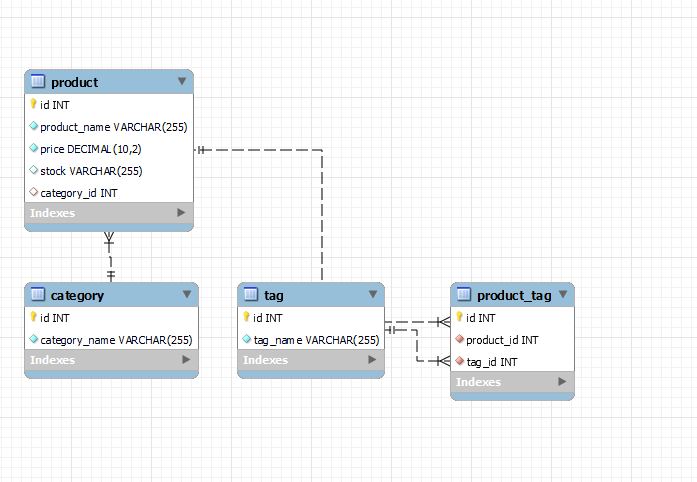 product
id INT
product_name VARCHAR(255)
price DECIMAL(10,2)
stock VARCHAR(255)
category_id INT
Indexes
category
id INT
category_name VARCHAR(255)
Indexes
tag
id INT
tag_name VARCHAR(255)
Indexes
product_tag
id INT
product_id INT
tag_id INT
Indexes